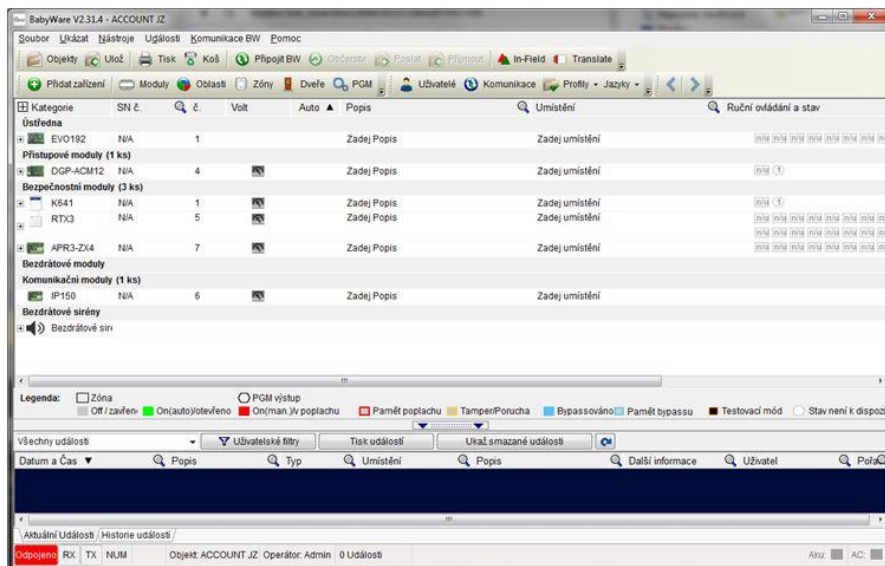 BabyWare V2.31.4 - ACCOUNT JZ
Soubor Ukázat Nástroje Události Komunikace BW Pomoc
Objekty Ulož Tisk Koš Připojit BW Občerstvi Poslat Přijmout In-Field Translate
Přidat zařízení Moduly Oblasti Zóny Dveře PGM Uživatelé Komunikace Profily Jazyky
Kategorie SN č. č. Volt Auto Popis Umístění Ruční ovládání a stav
Ústředna
EVO192 N/A 1 Zadej Popis Zadej umístění n/u n/u n/u n/u n/u n/u n/u
Přístupové moduly (1 ks)
DGP-ACM12 N/A 4 Zadej Popis Zadej umístění n/u 1
Bezpečnostní moduly (3 ks)
K641 N/A 1 Zadej Popis Zadej umístění n/u 1
RTX3 N/A 5 Zadej Popis Zadej umístění n/u n/u n/u n/u n/u n/u n/u
n/u n/u n/u n/u n/u n/u n/u
APR3-ZX4 N/A 7 Zadej Popis Zadej umístění n/u n/u n/u n/u n/u n/u n/u
Bezdrátové moduly
Komunikační moduly (1 ks)
IP150 N/A 6 Zadej Popis Zadej umístění
Bezdrátové sirény
Bezdrátové sire
Legenda: Zóna PGM výstup
Off / zavřeno On(auto)/otevřeno On(man.)/v poplachu Paměť poplachu Tamper/Porucha Bypassováno Paměť bypassu Testovací mód Stav není k dispozi
Všechny události Uživatelské filtry Tisk událostí Ukaž smazané události
Datum a Čas Popis Typ Umístění Popis Další informace Uživatel
Aktuální Události Historie událostí
Odpojeno RX TX NUM Objekt: ACCOUNT JZ Operátor: Admin 0 Události Aku: AC: